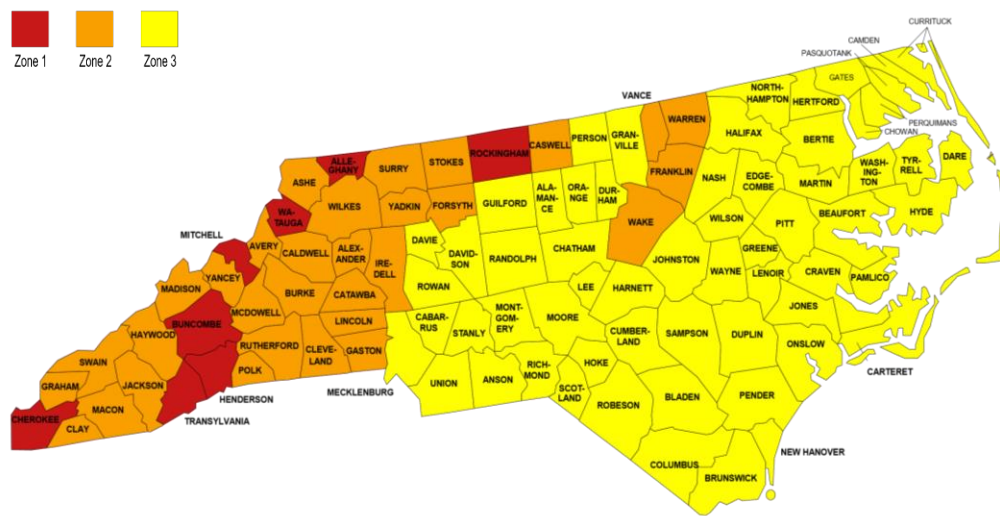 Zone 1
Zone 2
Zone 3
CURRITUCK
CAMDEN
PASQUOTANK
GATES
PERQUIMANS
CHOWAN
VANCE
WARREN
NORTH-
HAMPTON
HERTFORD
HALIFAX
BERTIE
ALLE-
GHANY
ASHE
SURRY
STOKES
ROCKINGHAM
CASWELL
PERSON
GRAN-
VILLE
FRANKLIN
NASH
EDGE-
COMBE
MARTIN
WASH-
ING-
TON
TYR-
RELL
DARE
WA-
TAUGA
WILKES
YADKIN
FORSYTH
GUILFORD
ALA-
MAN-
CE
ORA-
NGE
DUR-
HAM
WAKE
WILSON
PITT
BEAUFORT
HYDE
MITCHELL
AVERY
CALDWELL
ALEX-
ANDER
IRE-
DELL
DAVIE
DAVID-
SON
RANDOLPH
CHATHAM
JOHNSTON
GREENE
WAYNE
LENOIR
CRAVEN
PAMLICO
YANCEY
MADISON
BURKE
CATAWBA
ROWAN
LEE
HARNETT
JONES
BUNCOMBE
MCDOWELL
LINCOLN
CABAR-
RUS
STANLY
MONT-
GOM-
ERY
MOORE
CUMBER-
LAND
SAMPSON
DUPLIN
ONSLOW
HAYWOOD
RUTHERFORD
CLEVE-
LAND
GASTON
POLK
SWAIN
GRAHAM
JACKSON
HENDERSON
MECKLENBURG
UNION
ANSON
RICH-
MOND
SCOT-
LAND
HOKE
ROBESON
BLADEN
PENDER
CARTERET
CHEROKEE
MACON
CLAY
TRANSYLVANIA
COLUMBUS
BRUNSWICK
NEW HANOVER